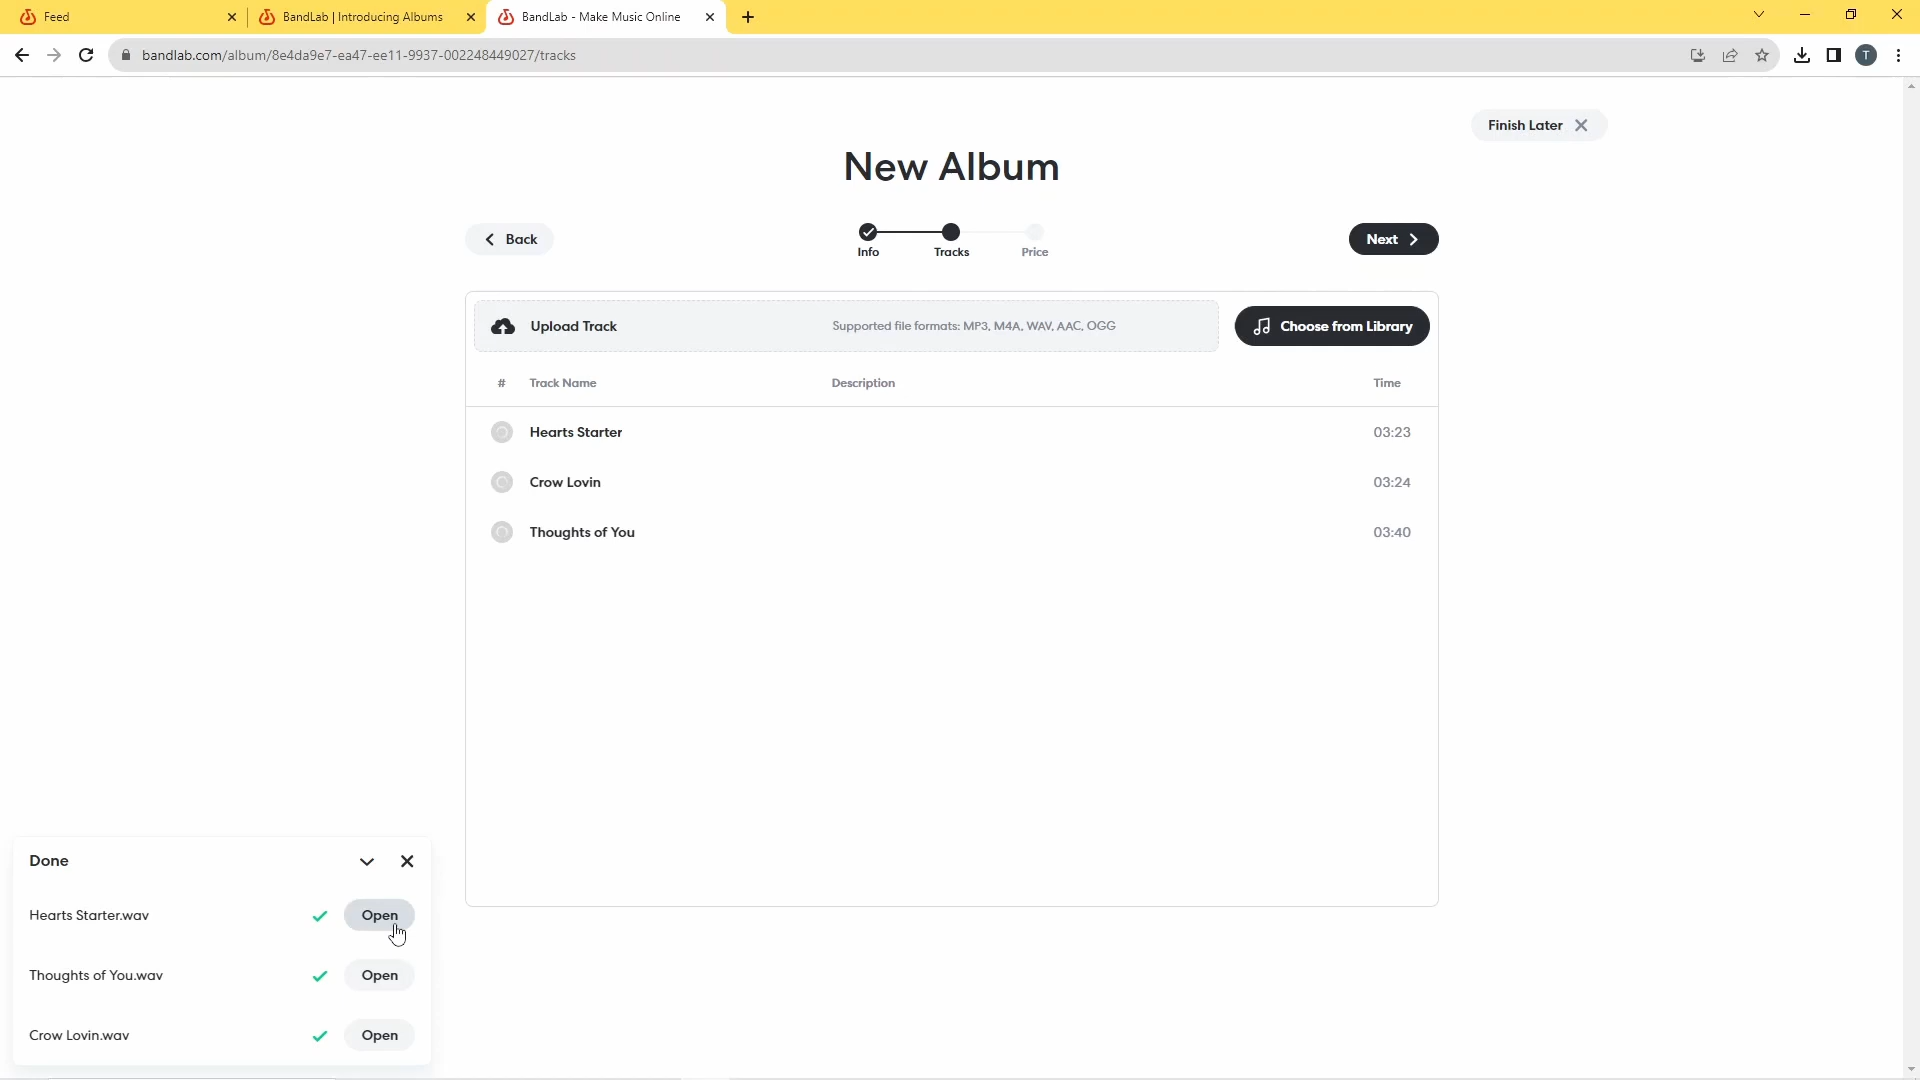 Feed
BandLab | Introducing Albums
BandLab - Make Music Online
bandlab.com/album/8e4da9e7-ea47-ee11-9937-002248449027/tracks
T
Finish Later
New Album
Back
Info
Tracks
Price
Next
Upload Track
Supported file formats: MP3, M4A, WAV, AAC, OGG
Choose from Library
# Track Name Description Time
Hearts Starter 03:23
Crow Lovin 03:24
Thoughts of You 03:40
Done
Hearts Starter.wav Open
Thoughts of You.wav Open
Crow Lovin.wav Open